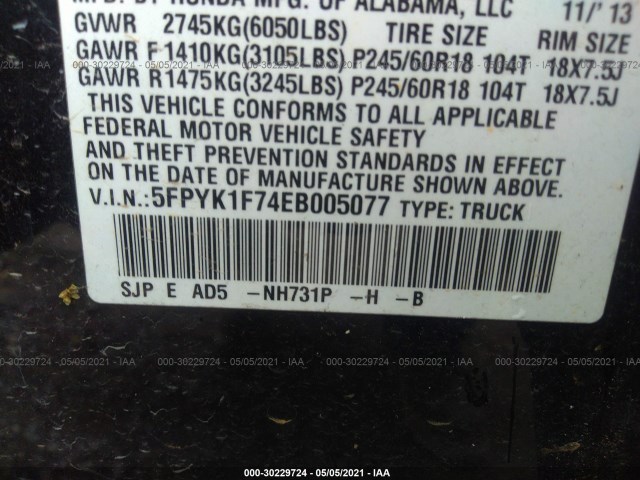 MFD. BY HONDA MFG. OF ALABAMA, LLC 11/'13
GVWR 2745KG(6050LBS) TIRE SIZE RIM SIZE
GAWR F 1410KG(3105LBS) P245/60R18 104T 18X7.5J
GAWR R 1475KG(3245LBS) P245/60R18 104T 18X7.5J
THIS VEHICLE CONFORMS TO ALL APPLICABLE
FEDERAL MOTOR VEHICLE SAFETY
AND THEFT PREVENTION STANDARDS IN EFFECT
ON THE DATE OF MANUFACTURE SHOWN ABOVE.
V.I.N.: 5FPYK1F74EB005077 TYPE: TRUCK
SJP E AD5 -NH731P -H -B
000-30229724 - 05/05/2021 - IAA